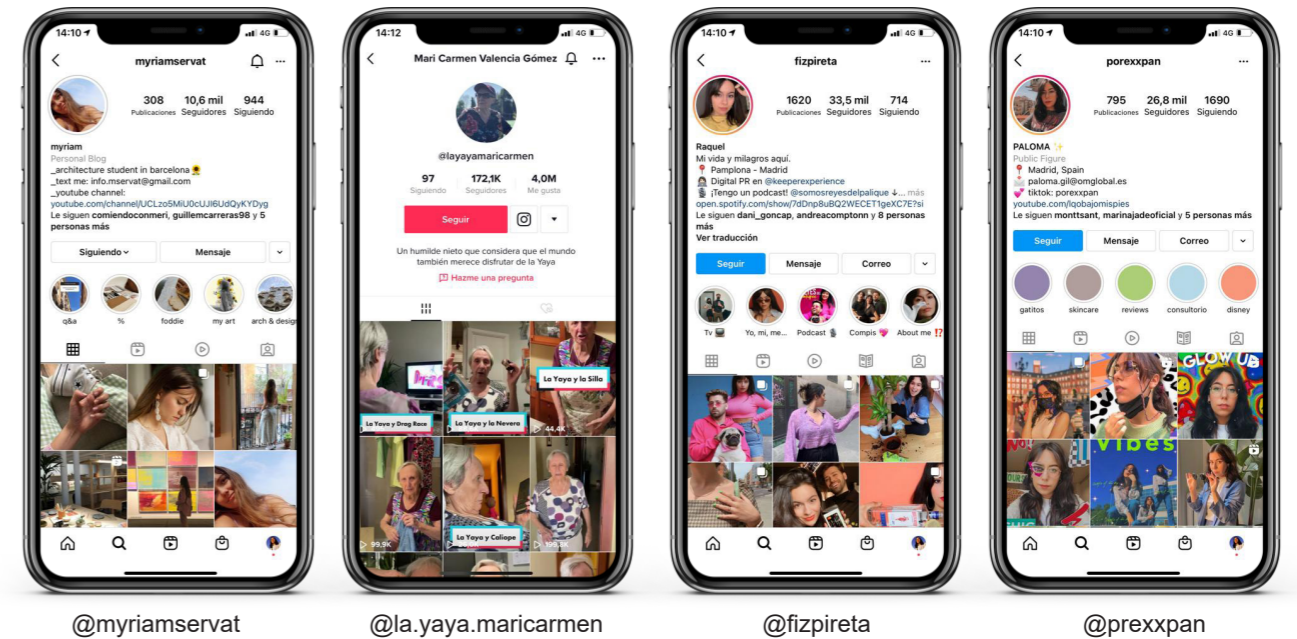 14:10
4G
myriamservat
308
10,6 mil
944
Publicaciones
Seguidores
Siguiendo
myriam
Personal Blog
_architecture student in barcelona
_text me: info.mservat@gmail.com
_youtube channel:
youtube.com/channel/UCLzo5MiU0cUJI6UdQyKYDyg
Le siguen comiendoconmeri, guillemcarreras98 y 5
personas más
Siguiendo
Mensaje
q&a
%
foddie
my art
arch & design
14:12
4G
Mari Carmen Valencia Gómez
@layayamaricarmen
97
172,1K
4,0M
Siguiendo
Seguidores
Me gusta
Seguir
Un humilde nieto que considera que el mundo
también merece disfrutar de la Yaya
Hazme una pregunta
La Yaya y Drag Race
La Yaya y la Nevera
La Yaya y la Silla
44,4K
99,9K
La Yaya y Caliope
14:10
4G
fizpireta
1620
33,5 mil
714
Publicaciones
Seguidores
Siguiendo
Raquel
Mi vida y milagros aquí.
Pamplona - Madrid
Digital PR en @keeperexperience
¡Tengo un podcast! @somosreyesdelpalique ↓... más
open.spotify.com/show/7dDnp8uBQ2WECET1geXC7E?si
Le siguen dani_goncap, andreacomptonn y 8 personas
más
Ver traducción
Seguir
Mensaje
Correo
Tv
Yo, mi, me...
Podcast
Compis
About me
14:10
4G
porexxpan
795
26,8 mil
1690
Publicaciones
Seguidores
Siguiendo
PALOMA
Public Figure
Madrid, Spain
paloma.gil@omglobal.es
tiktok: porexxpan
youtube.com/lqobajomispies
Le siguen monttsant, marinajadeoficial y 5 personas más
Seguir
Mensaje
Correo
gatitos
skincare
reviews
consultorio
disney
GLOW UB
vibes
@myriamservat
@la.yaya.maricarmen
@fizpireta
@prexxpan